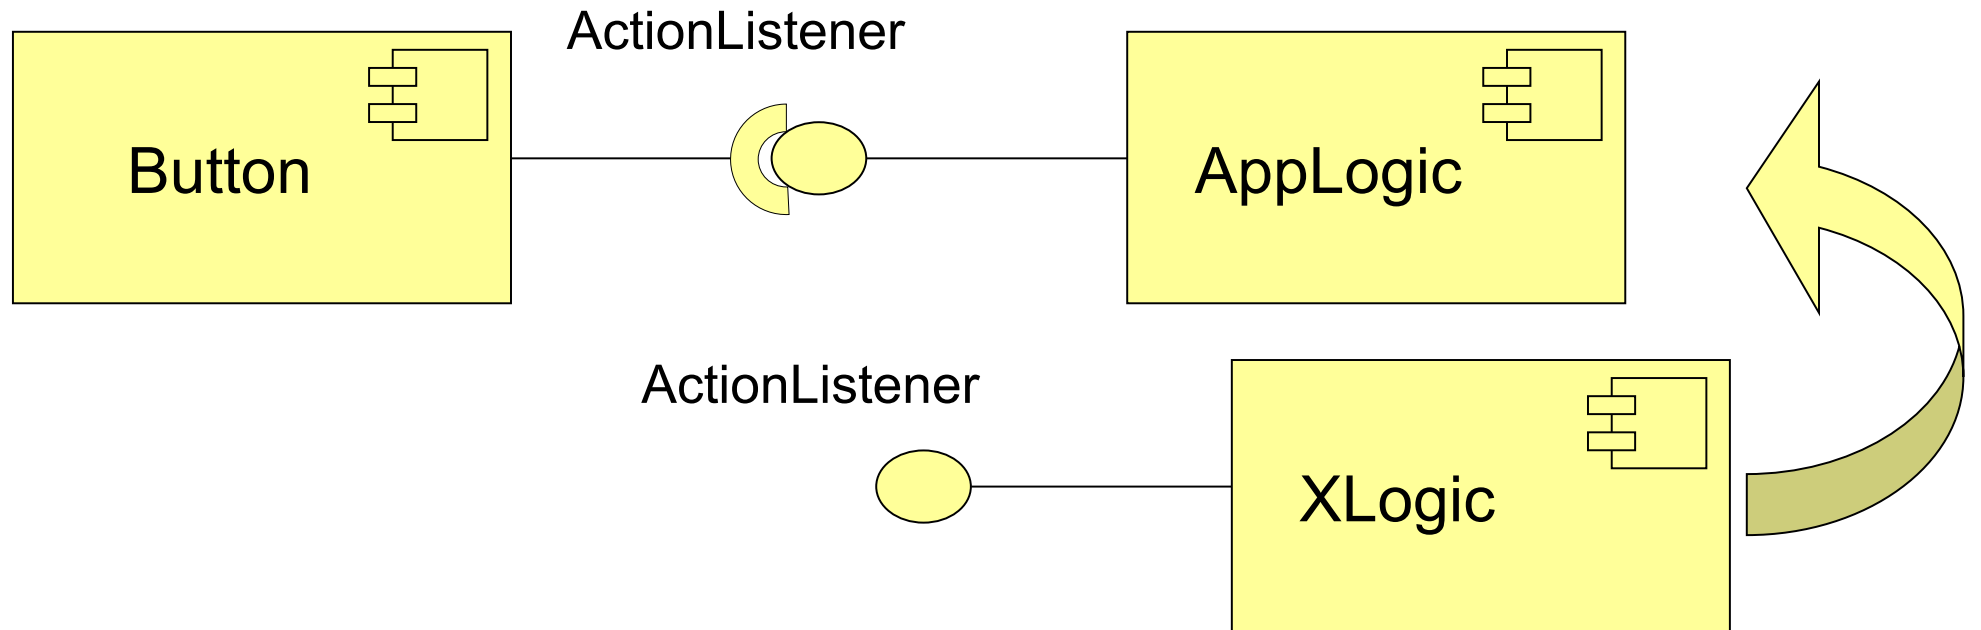 ActionListener
Button
AppLogic
ActionListener
XLogic